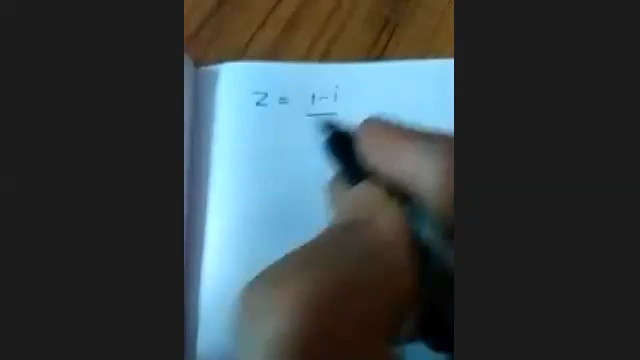 z = 1-i